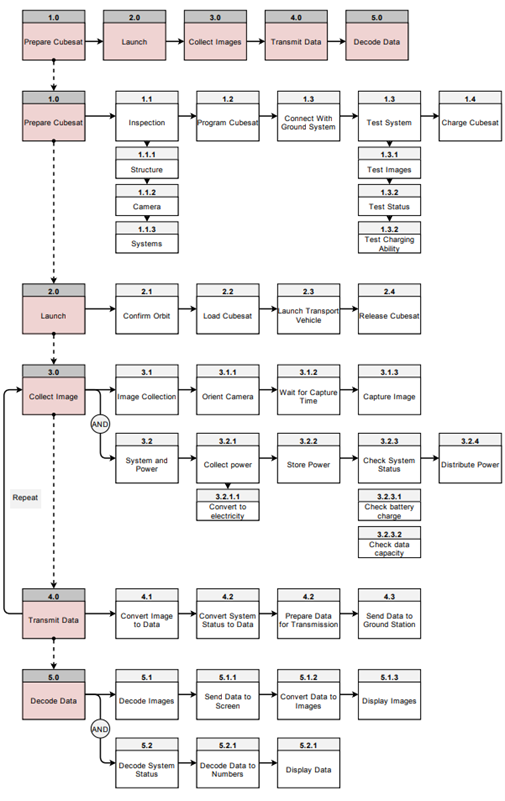 1.0
Prepare Cubesat
2.0
Launch
3.0
Collect Images
4.0
Transmit Data
5.0
Decode Data
1.0
Prepare Cubesat
1.1
Inspection
1.2
Program Cubesat
1.3
Connect With
Ground System
1.3
Test System
1.4
Charge Cubesat
1.1.1
Structure
1.1.2
Camera
1.1.3
Systems
1.3.1
Test Images
1.3.2
Test Status
1.3.2
Test Charging
Ability
2.0
Launch
2.1
Confirm Orbit
2.2
Load Cubesat
2.3
Launch Transport
Vehicle
2.4
Release Cubesat
3.0
Collect Image
3.1
Image Collection
3.1.1
Orient Camera
3.1.2
Wait for Capture
Time
3.1.3
Capture Image
AND
3.2
System and
Power
3.2.1
Collect power
3.2.2
Store Power
3.2.3
Check System
Status
3.2.4
Distribute Power
3.2.1.1
Convert to
electricity
3.2.3.1
Check battery
charge
3.2.3.2
Check data
capacity
Repeat
4.0
Transmit Data
4.1
Convert Image
to Data
4.2
Convert System
Status to Data
4.2
Prepare Data
for Transmission
4.3
Send Data to
Ground Station
5.0
Decode Data
5.1
Decode Images
5.1.1
Send Data to
Screen
5.1.2
Convert Data to
Images
5.1.3
Display Images
AND
5.2
Decode System
Status
5.2.1
Decode Data to
Numbers
5.2.1
Display Data